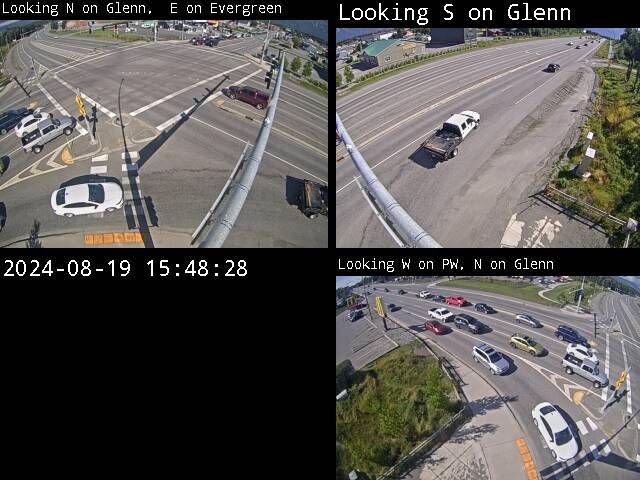 Looking N on Glenn,  E on Evergreen
Looking S on Glenn
2024-08-19 15:48:28
Looking W on PW, N on Glenn